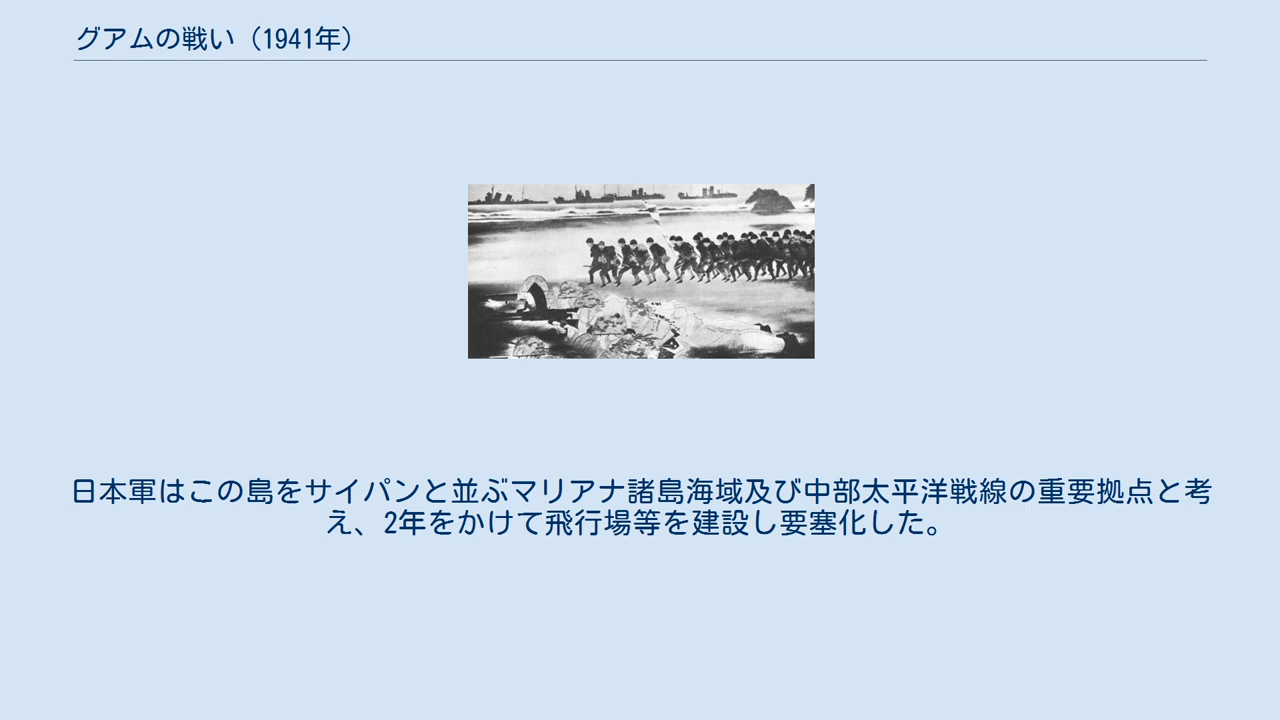 グアムの戦い（1941年）
日本軍はこの島をサイパンと並ぶマリアナ諸島海域及び中部太平洋戦線の重要拠点と考
え、2年をかけて飛行場等を建設し要塞化した。